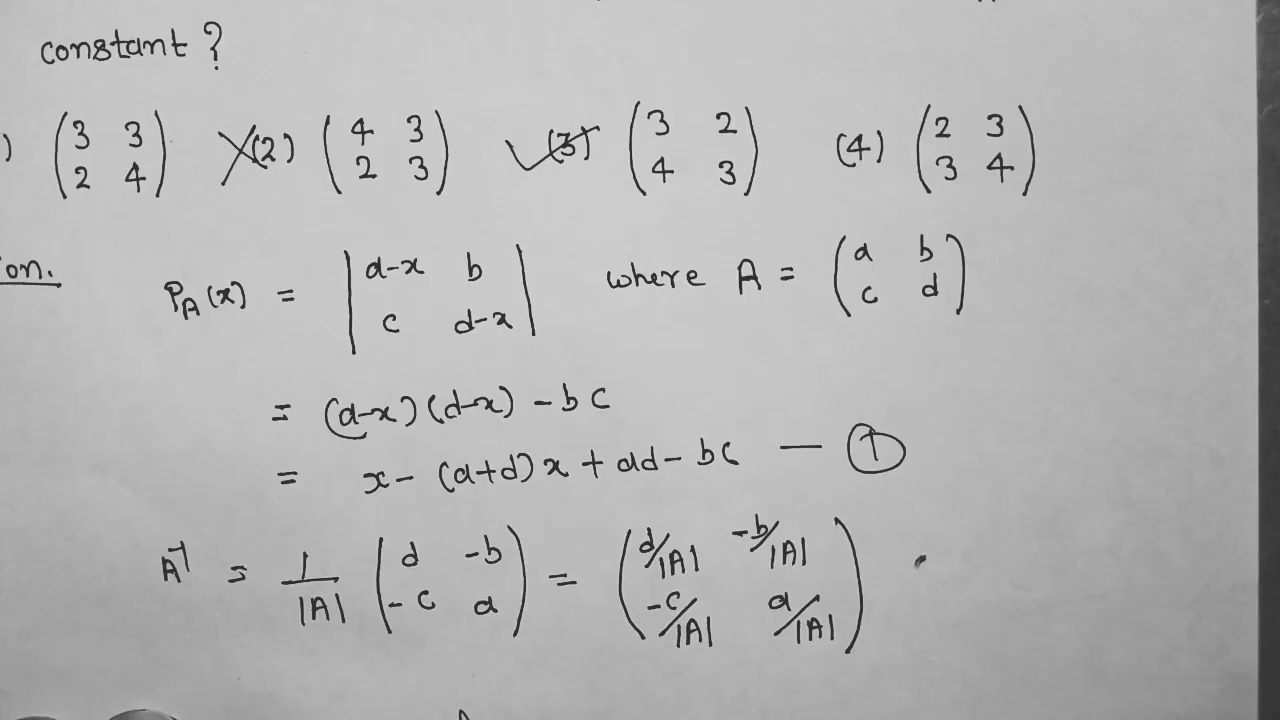 constant ?
) (3 3 / 2 4) (2) (4 3 / 2 3) (3) (3 2 / 4 3) (4) (2 3 / 3 4)
on. P_A(x) = |a-x b / c d-x| where A = (a b / c d)
= (a-x)(d-x) - bc
= x - (a+d)x + ad - bc — ①
A⁻¹ = 1/|A| (d -b / -c a) = (d/|A| -b/|A| / -c/|A| a/|A|)